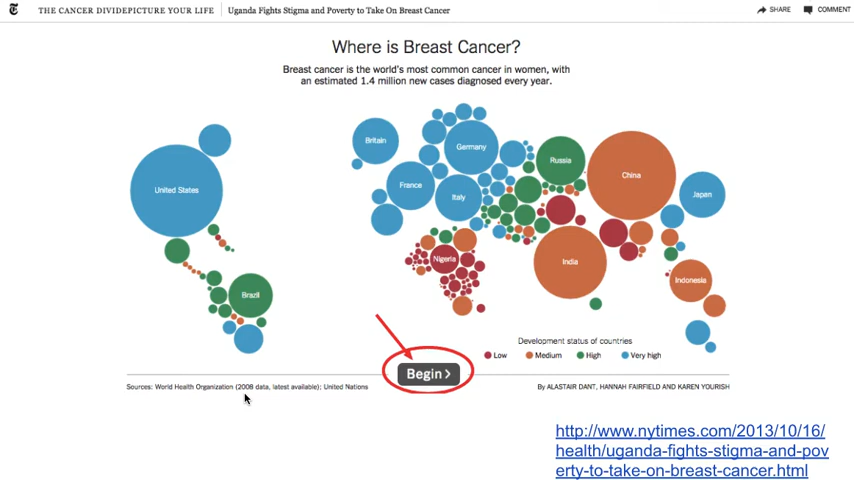 THE CANCER DIVIDE PICTURE YOUR LIFE
Uganda Fights Stigma and Poverty to Take On Breast Cancer
SHARE
COMMENT
Where is Breast Cancer?
Breast cancer is the world's most common cancer in women, with
an estimated 1.4 million new cases diagnosed every year.
Britain
Germany
Russia
China
United States
France
Italy
Japan
Nigeria
India
Indonesia
Brazil
Development status of countries
Low
Medium
High
Very high
Begin >
Sources: World Health Organization (2008 data, latest available); United Nations
By ALASTAIR DANT, HANNAH FAIRFIELD and KAREN YOURISH
http://www.nytimes.com/2013/10/16/
health/uganda-fights-stigma-and-pov
erty-to-take-on-breast-cancer.html